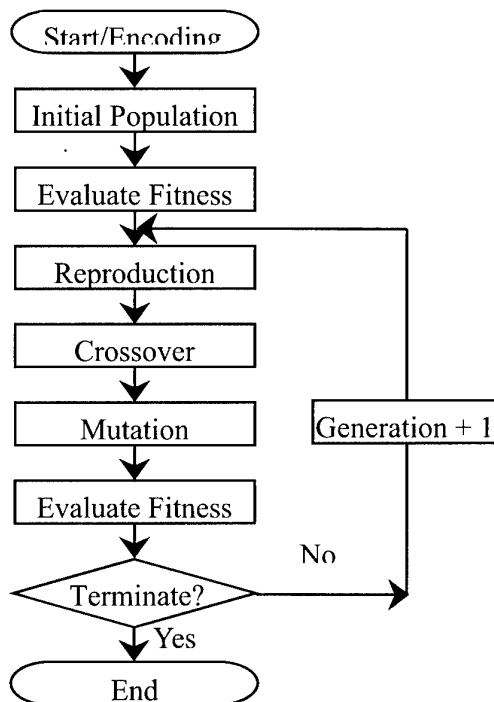 Start/Encoding
Initial Population
Evaluate Fitness
Reproduction
Crossover
Mutation
Generation + 1
Evaluate Fitness
No
Terminate?
Yes
End